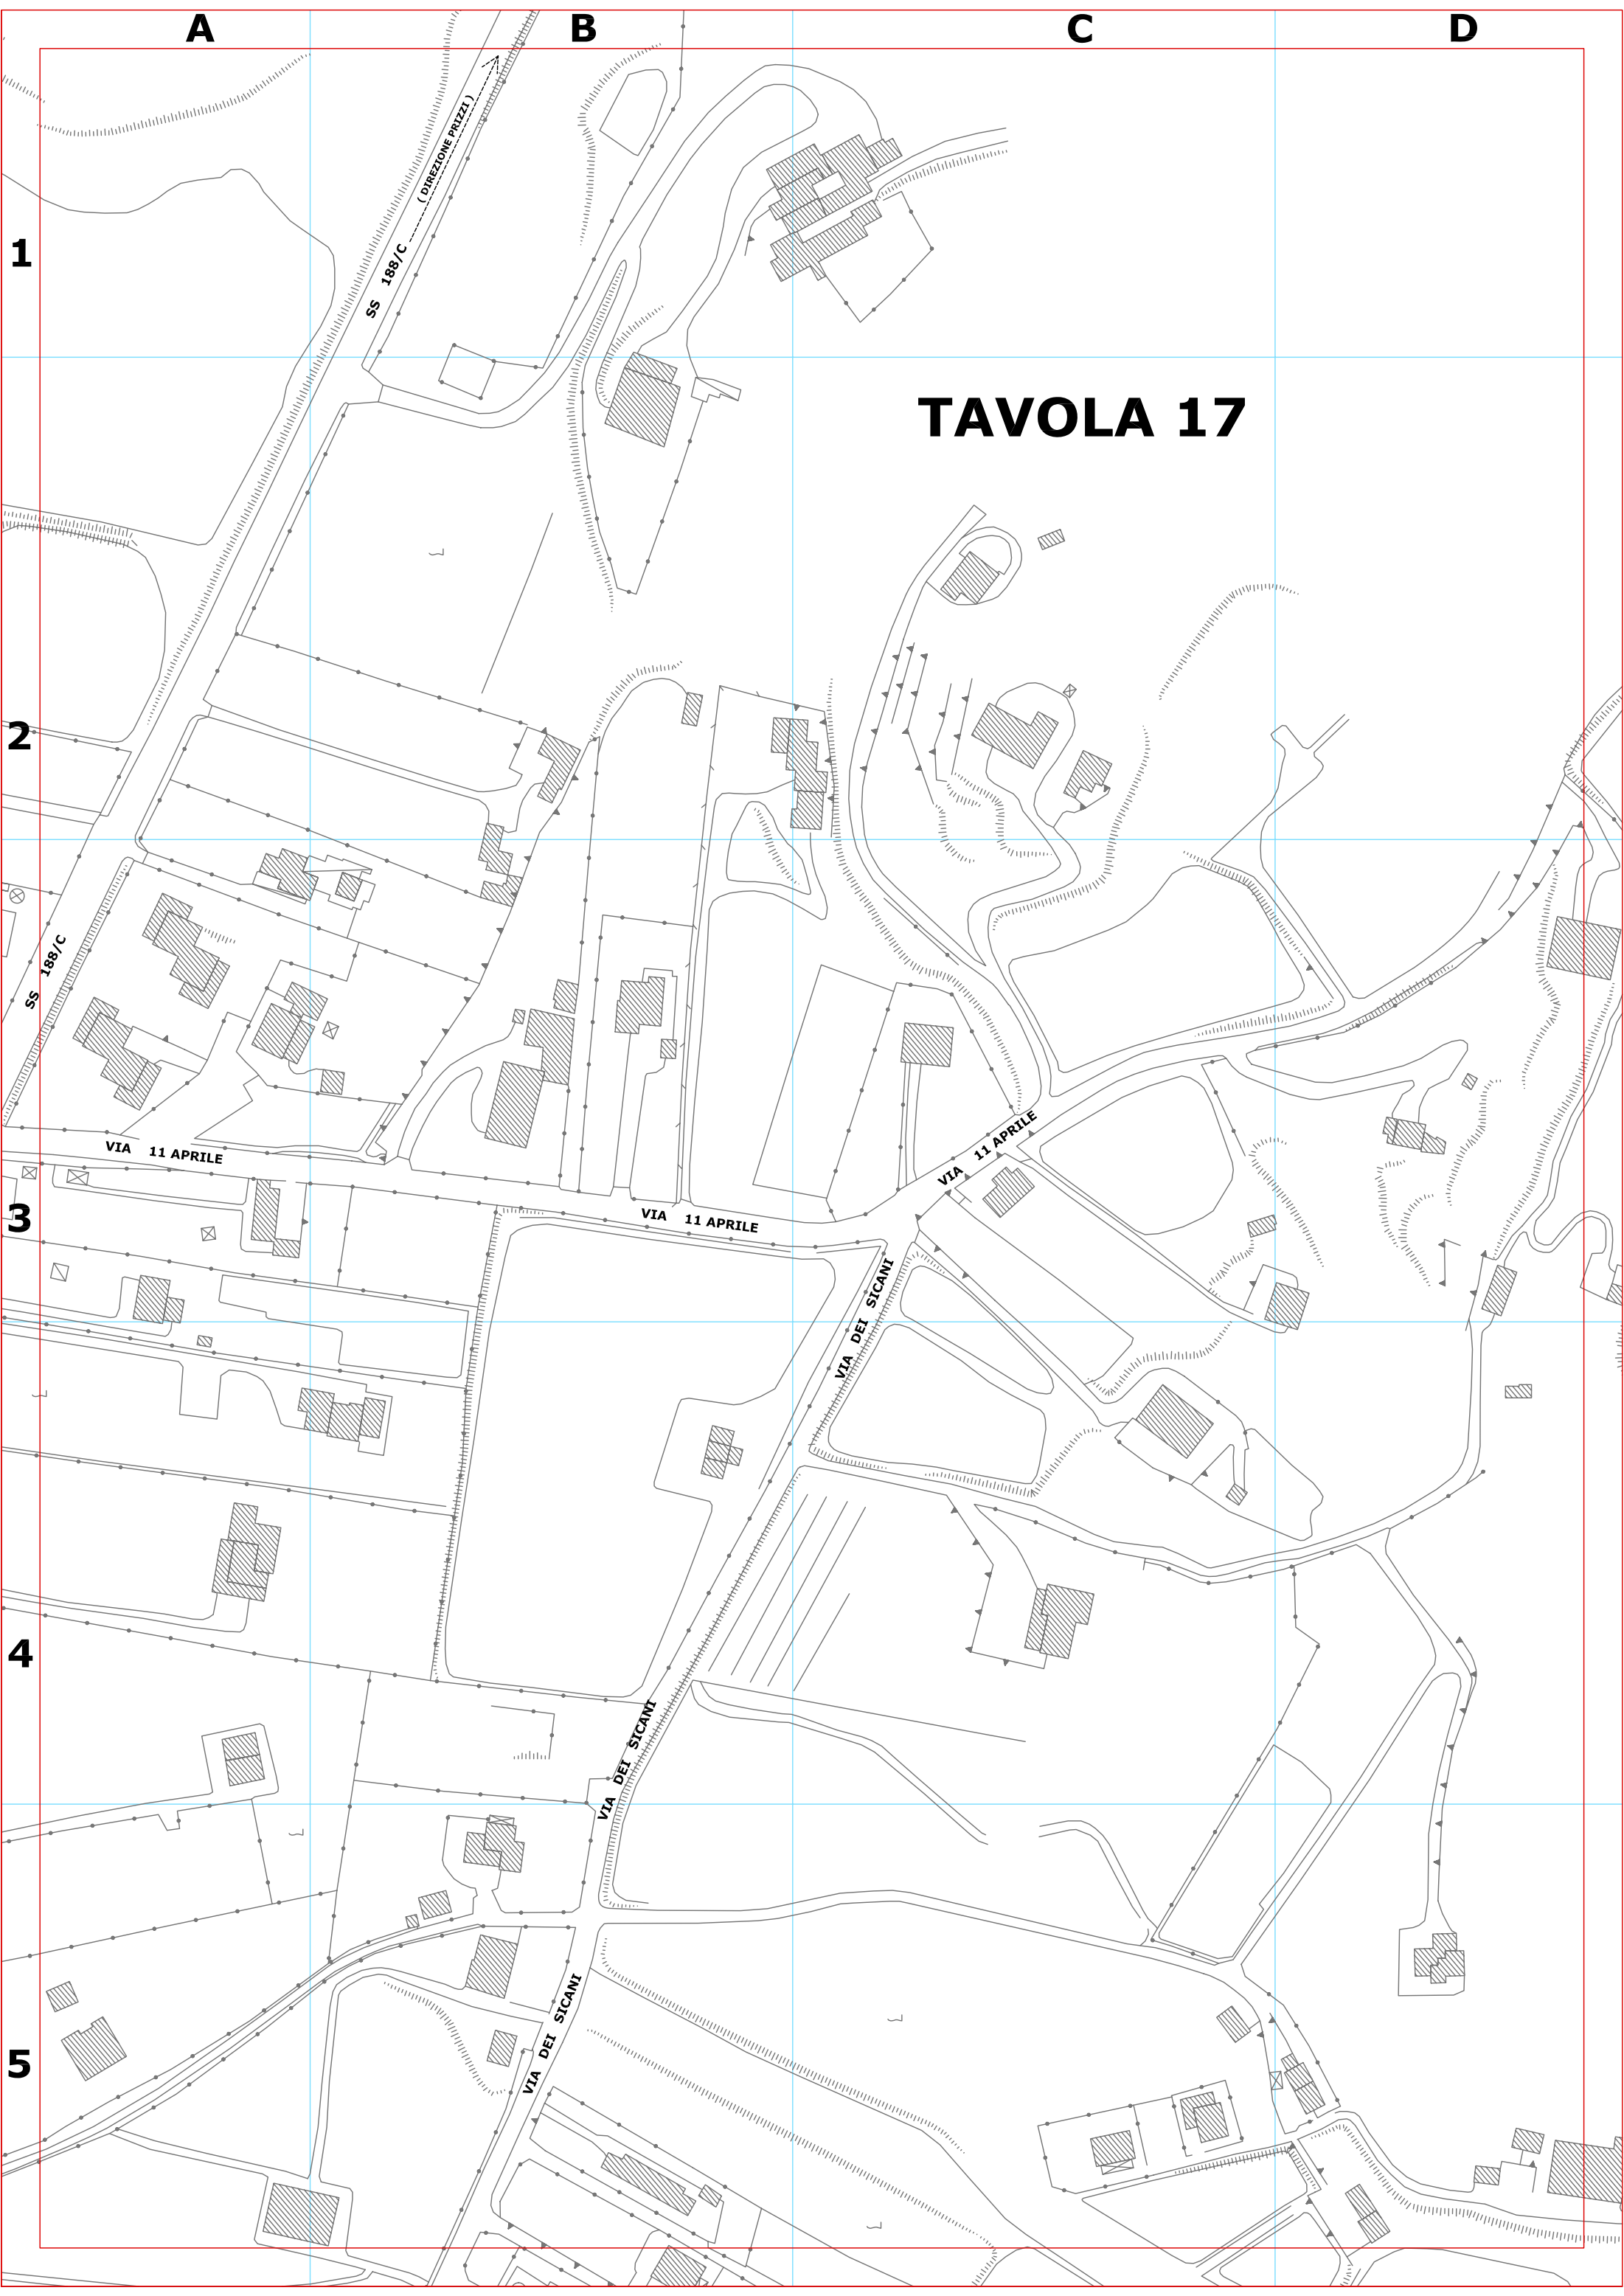 A B C D
( DIREZIONE PRIZZI )
1
SS 188/C
TAVOLA 17
2
SS 188/C
VIA 11 APRILE
VIA 11 APRILE
3
VIA 11 APRILE
VIA DEI SICANI
4
VIA DEI SICANI
VIA DEI SICANI
5